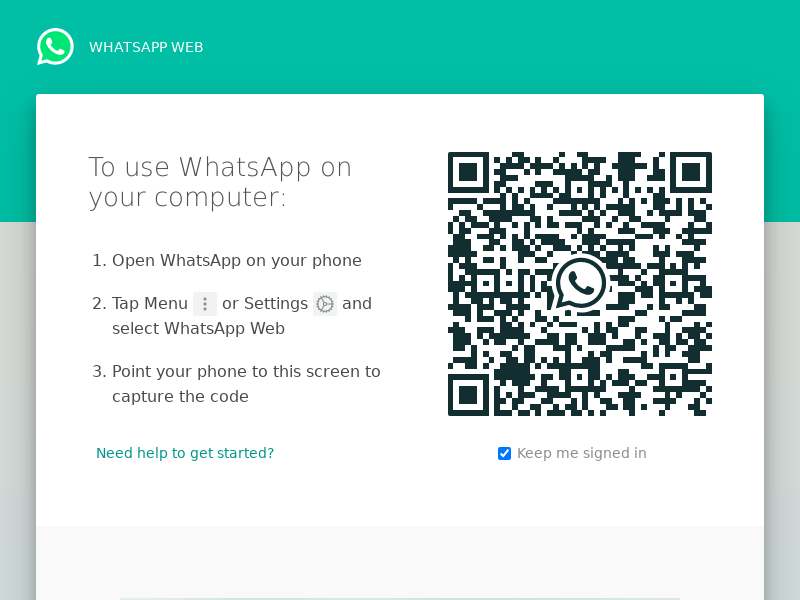 WHATSAPP WEB
To use WhatsApp on
your computer:
1. Open WhatsApp on your phone
2. Tap Menu or Settings and
select WhatsApp Web
3. Point your phone to this screen to
capture the code
Need help to get started?
Keep me signed in